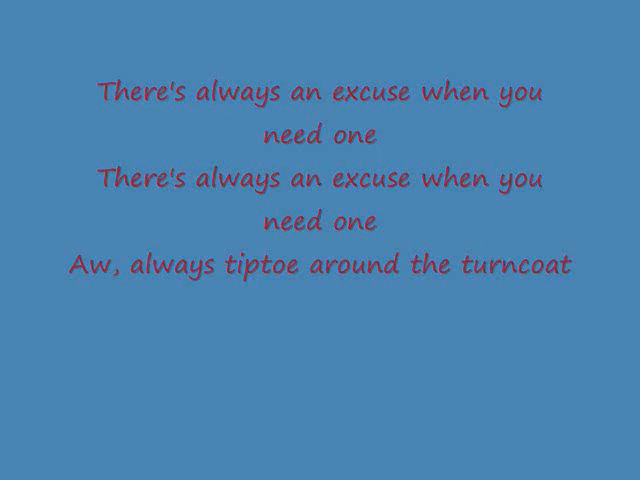 There's always an excuse when you
need one
There's always an excuse when you
need one
Aw, always tiptoe around the turncoat